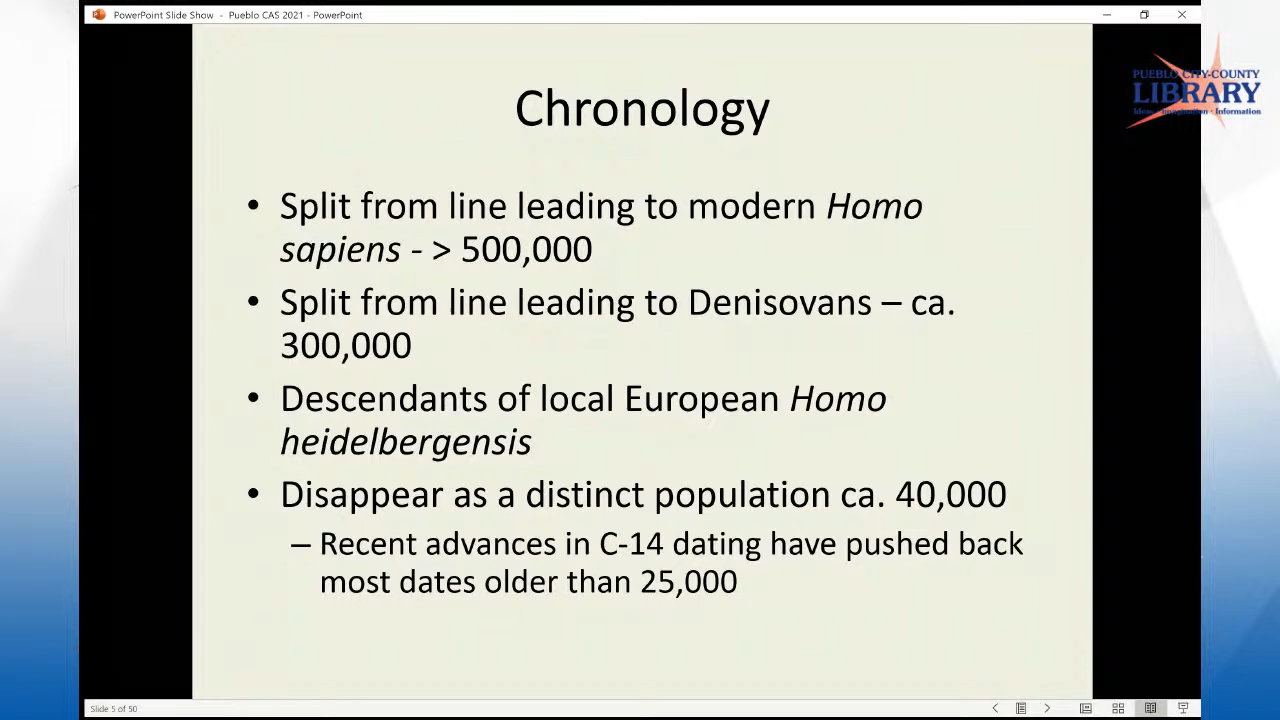 PowerPoint Slide Show - Pueblo CAS 2021 - PowerPoint
PUEBLO CITY-COUNTY
LIBRARY
Ideas • Imagination • Information
Chronology
• Split from line leading to modern Homo
sapiens - > 500,000
• Split from line leading to Denisovans – ca.
300,000
• Descendants of local European Homo
heidelbergensis
• Disappear as a distinct population ca. 40,000
– Recent advances in C-14 dating have pushed back
most dates older than 25,000
Slide 5 of 50